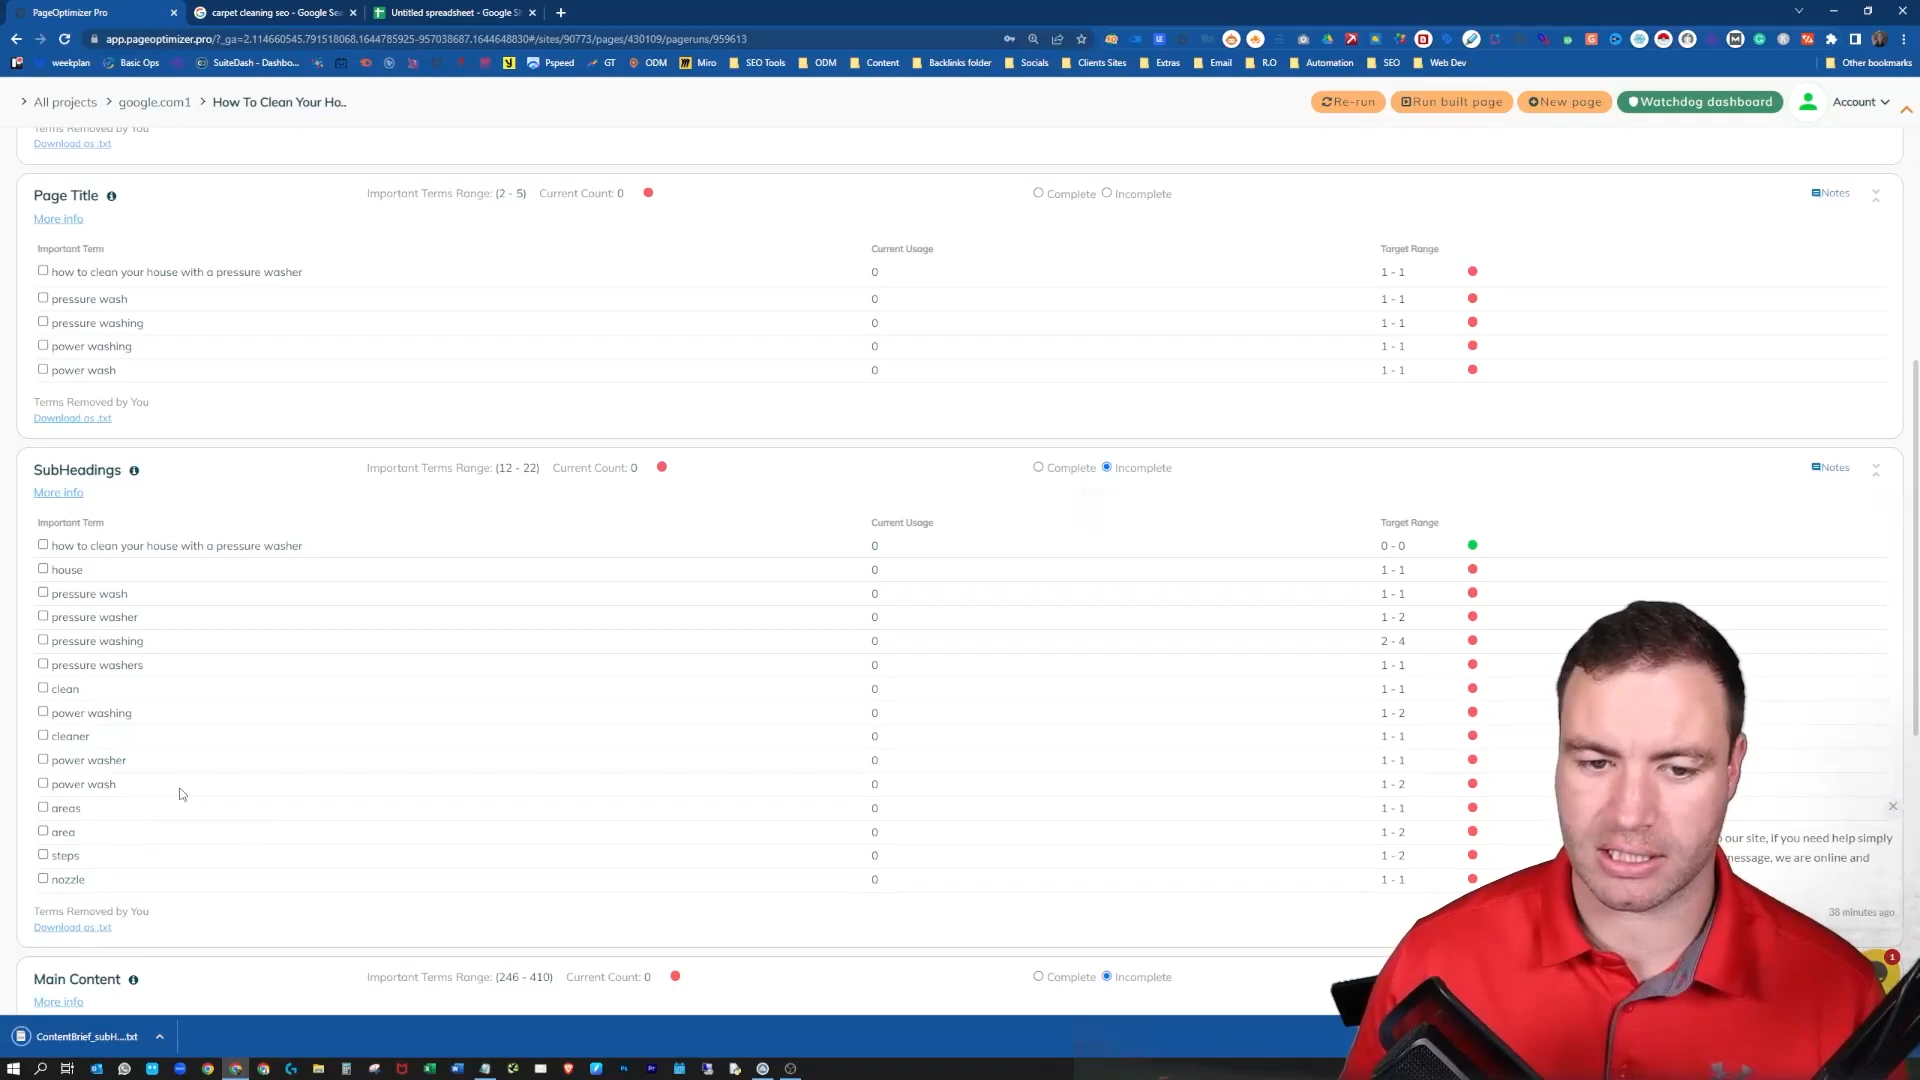 PageOptimizer Pro
carpet cleaning seo - Google Sea
Untitled spreadsheet - Google Sh
app.pageoptimizer.pro/?_ga=2.114660545.791518068.1644785925-957038687.1644648830#/sites/90773/pages/430109/pageruns/959613
weekplan Basic Ops SuiteDash - Dashbo... Pspeed GT ODM Miro SEO Tools ODM Content Backlinks folder Socials Clients Sites Extras Email R.O Automation SEO Web Dev Other bookmarks
All projects google.com1 How To Clean Your Ho..
Re-run Run built page New page Watchdog dashboard Account
Terms Removed by You
Download as .txt
Page Title Important Terms Range: (2 - 5) Current Count: 0 Complete Incomplete Notes
More info
Important Term Current Usage Target Range
how to clean your house with a pressure washer 0 1 - 1
pressure wash 0 1 - 1
pressure washing 0 1 - 1
power washing 0 1 - 1
power wash 0 1 - 1
Terms Removed by You
Download as .txt
SubHeadings Important Terms Range: (12 - 22) Current Count: 0 Complete Incomplete Notes
More info
Important Term Current Usage Target Range
how to clean your house with a pressure washer 0 0 - 0
house 0 1 - 1
pressure wash 0 1 - 1
pressure washer 0 1 - 2
pressure washing 0 2 - 4
pressure washers 0 1 - 1
clean 0 1 - 1
power washing 0 1 - 2
cleaner 0 1 - 1
power washer 0 1 - 1
power wash 0 1 - 2
areas 0 1 - 1
area 0 1 - 2
steps 0 1 - 2
nozzle 0 1 - 1
our site, if you need help simply
message, we are online and
38 minutes ago
Terms Removed by You
Download as .txt
Main Content Important Terms Range: (246 - 410) Current Count: 0 Complete Incomplete
1
More info
ContentBrief_subH....txt